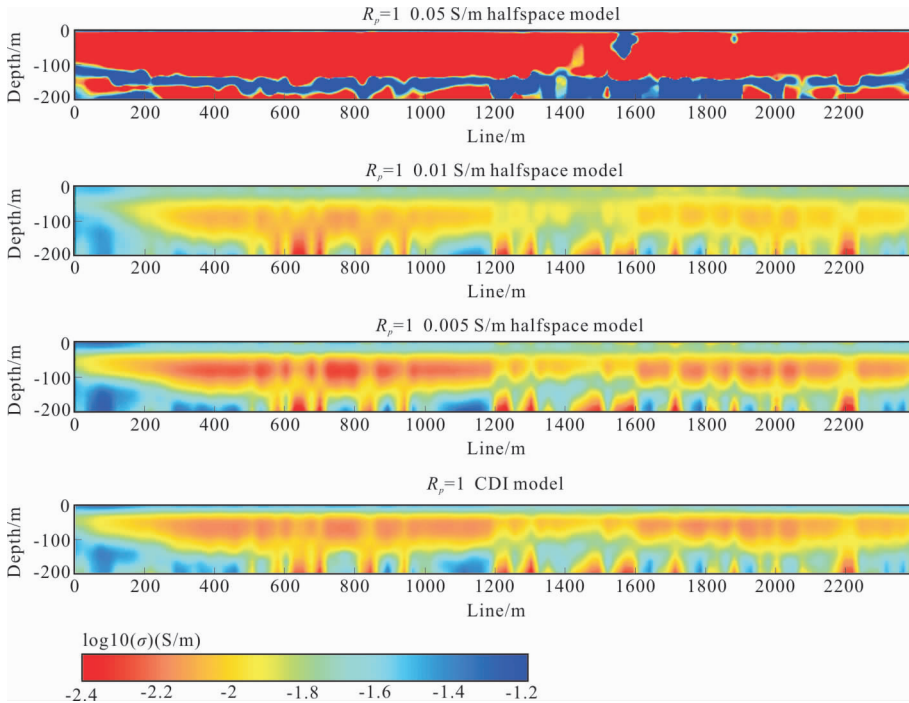 Rp=1 0.05 S/m halfspace model
Depth/m
0
-100
-200
0 200 400 600 800 1000 1200 1400 1600 1800 2000 2200
Line/m
Rp=1 0.01 S/m halfspace model
Depth/m
0
-100
-200
0 200 400 600 800 1000 1200 1400 1600 1800 2000 2200
Line/m
Rp=1 0.005 S/m halfspace model
Depth/m
0
-100
-200
0 200 400 600 800 1000 1200 1400 1600 1800 2000 2200
Line/m
Rp=1 CDI model
Depth/m
0
-100
-200
0 200 400 600 800 1000 1200 1400 1600 1800 2000 2200
Line/m
log10(σ)(S/m)
-2.4 -2.2 -2 -1.8 -1.6 -1.4 -1.2